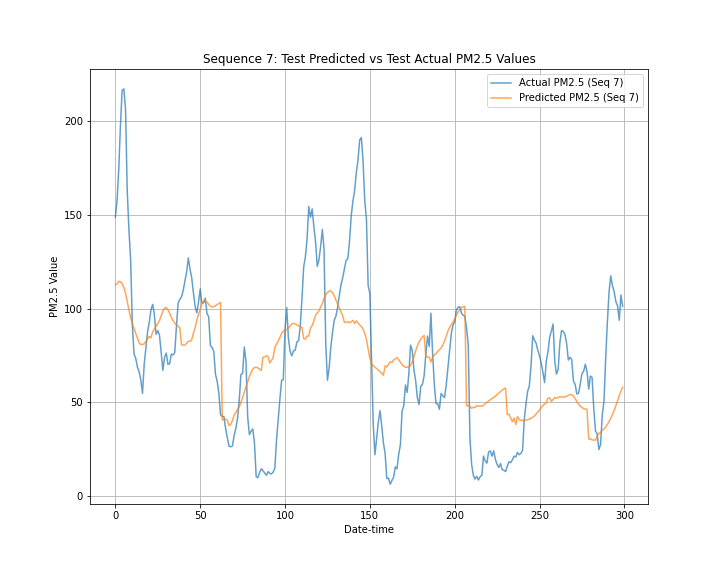 Sequence 7: Test Predicted vs Test Actual PM2.5 Values
Actual PM2.5 (Seq 7)
Predicted PM2.5 (Seq 7)
PM2.5 Value
200
150
100
50
0
0 50 100 150 200 250 300
Date-time